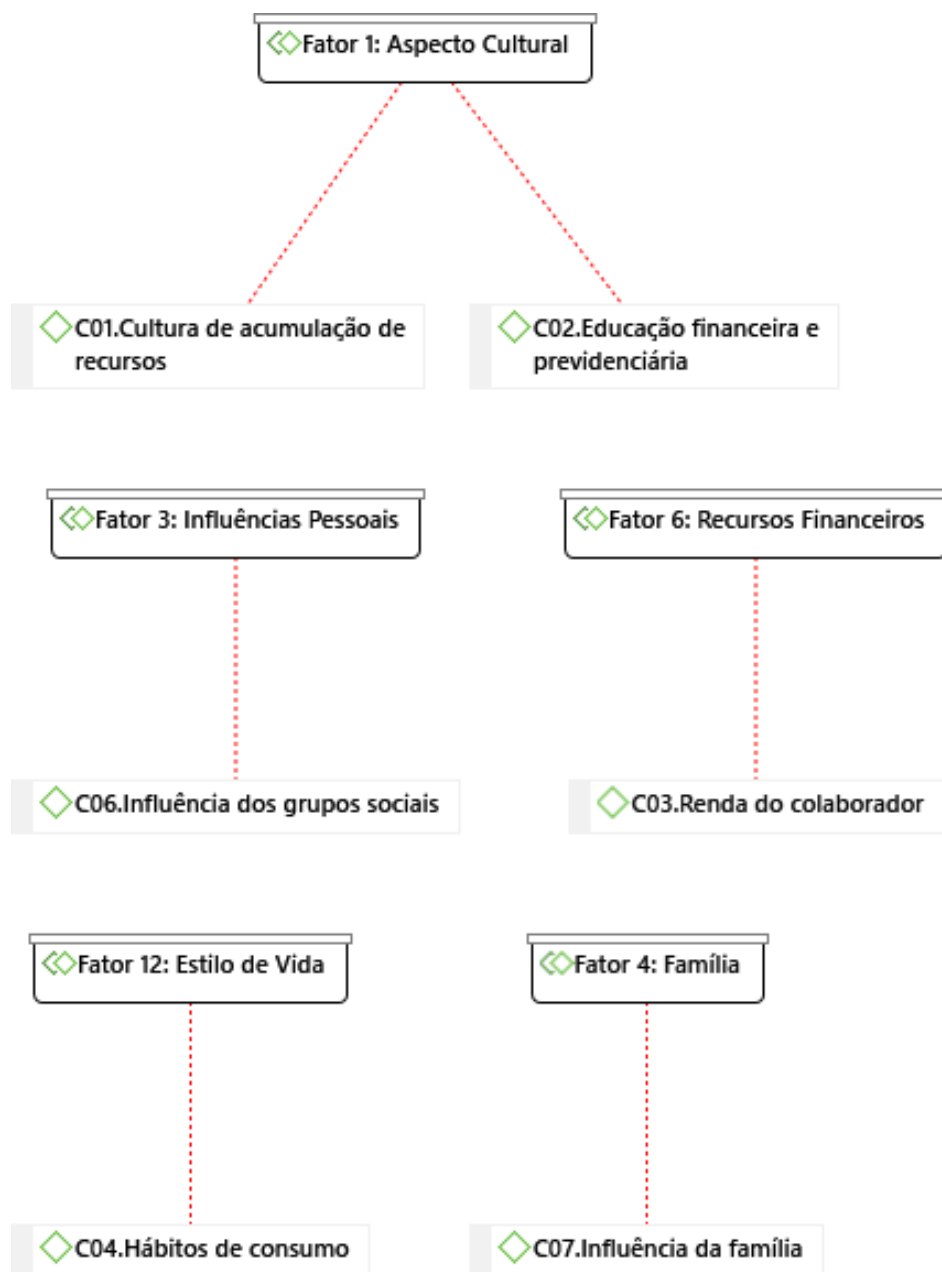 Fator 1: Aspecto Cultural
C01.Cultura de acumulação de
recursos
C02.Educação financeira e
previdenciária
Fator 3: Influências Pessoais
Fator 6: Recursos Financeiros
C06.Influência dos grupos sociais
C03.Renda do colaborador
Fator 12: Estilo de Vida
Fator 4: Família
C04.Hábitos de consumo
C07.Influência da família